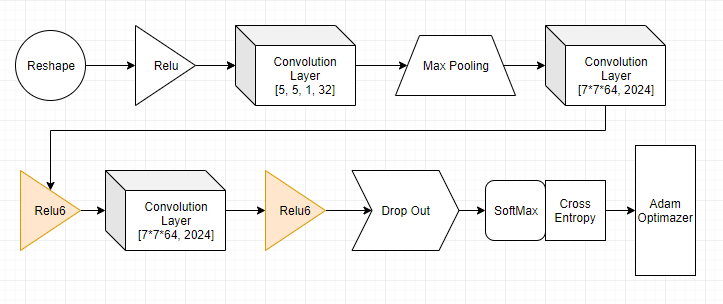 Reshape
Relu
Convolution
Layer
[5, 5, 1, 32]
Max Pooling
Convolution
Layer
[7*7*64, 2024]
Relu6
Convolution
Layer
[7*7*64, 2024]
Relu6
Drop Out
SoftMax
Cross
Entropy
Adam
Optimazer